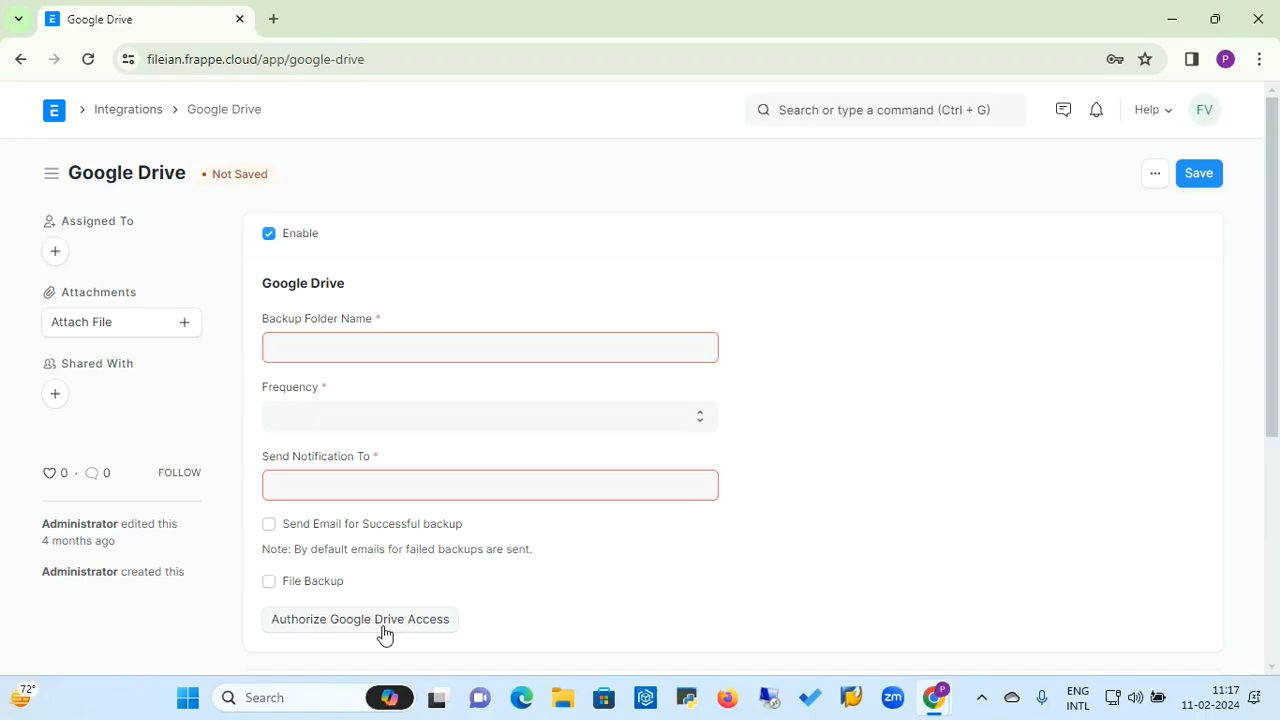 Google Drive
fileian.frappe.cloud/app/google-drive
P
E
Integrations
Google Drive
Search or type a command (Ctrl + G)
Help
FV
Google Drive
• Not Saved
...
Save
Assigned To
Enable
Google Drive
Attachments
Attach File
Backup Folder Name *
Shared With
Frequency *
Send Notification To *
0 · 0
FOLLOW
Administrator edited this
4 months ago
Send Email for Successful backup
Note: By default emails for failed backups are sent.
Administrator created this
File Backup
Authorize Google Drive Access
72°
Search
zm
P
ENG
INTL
11:17
11-02-2024